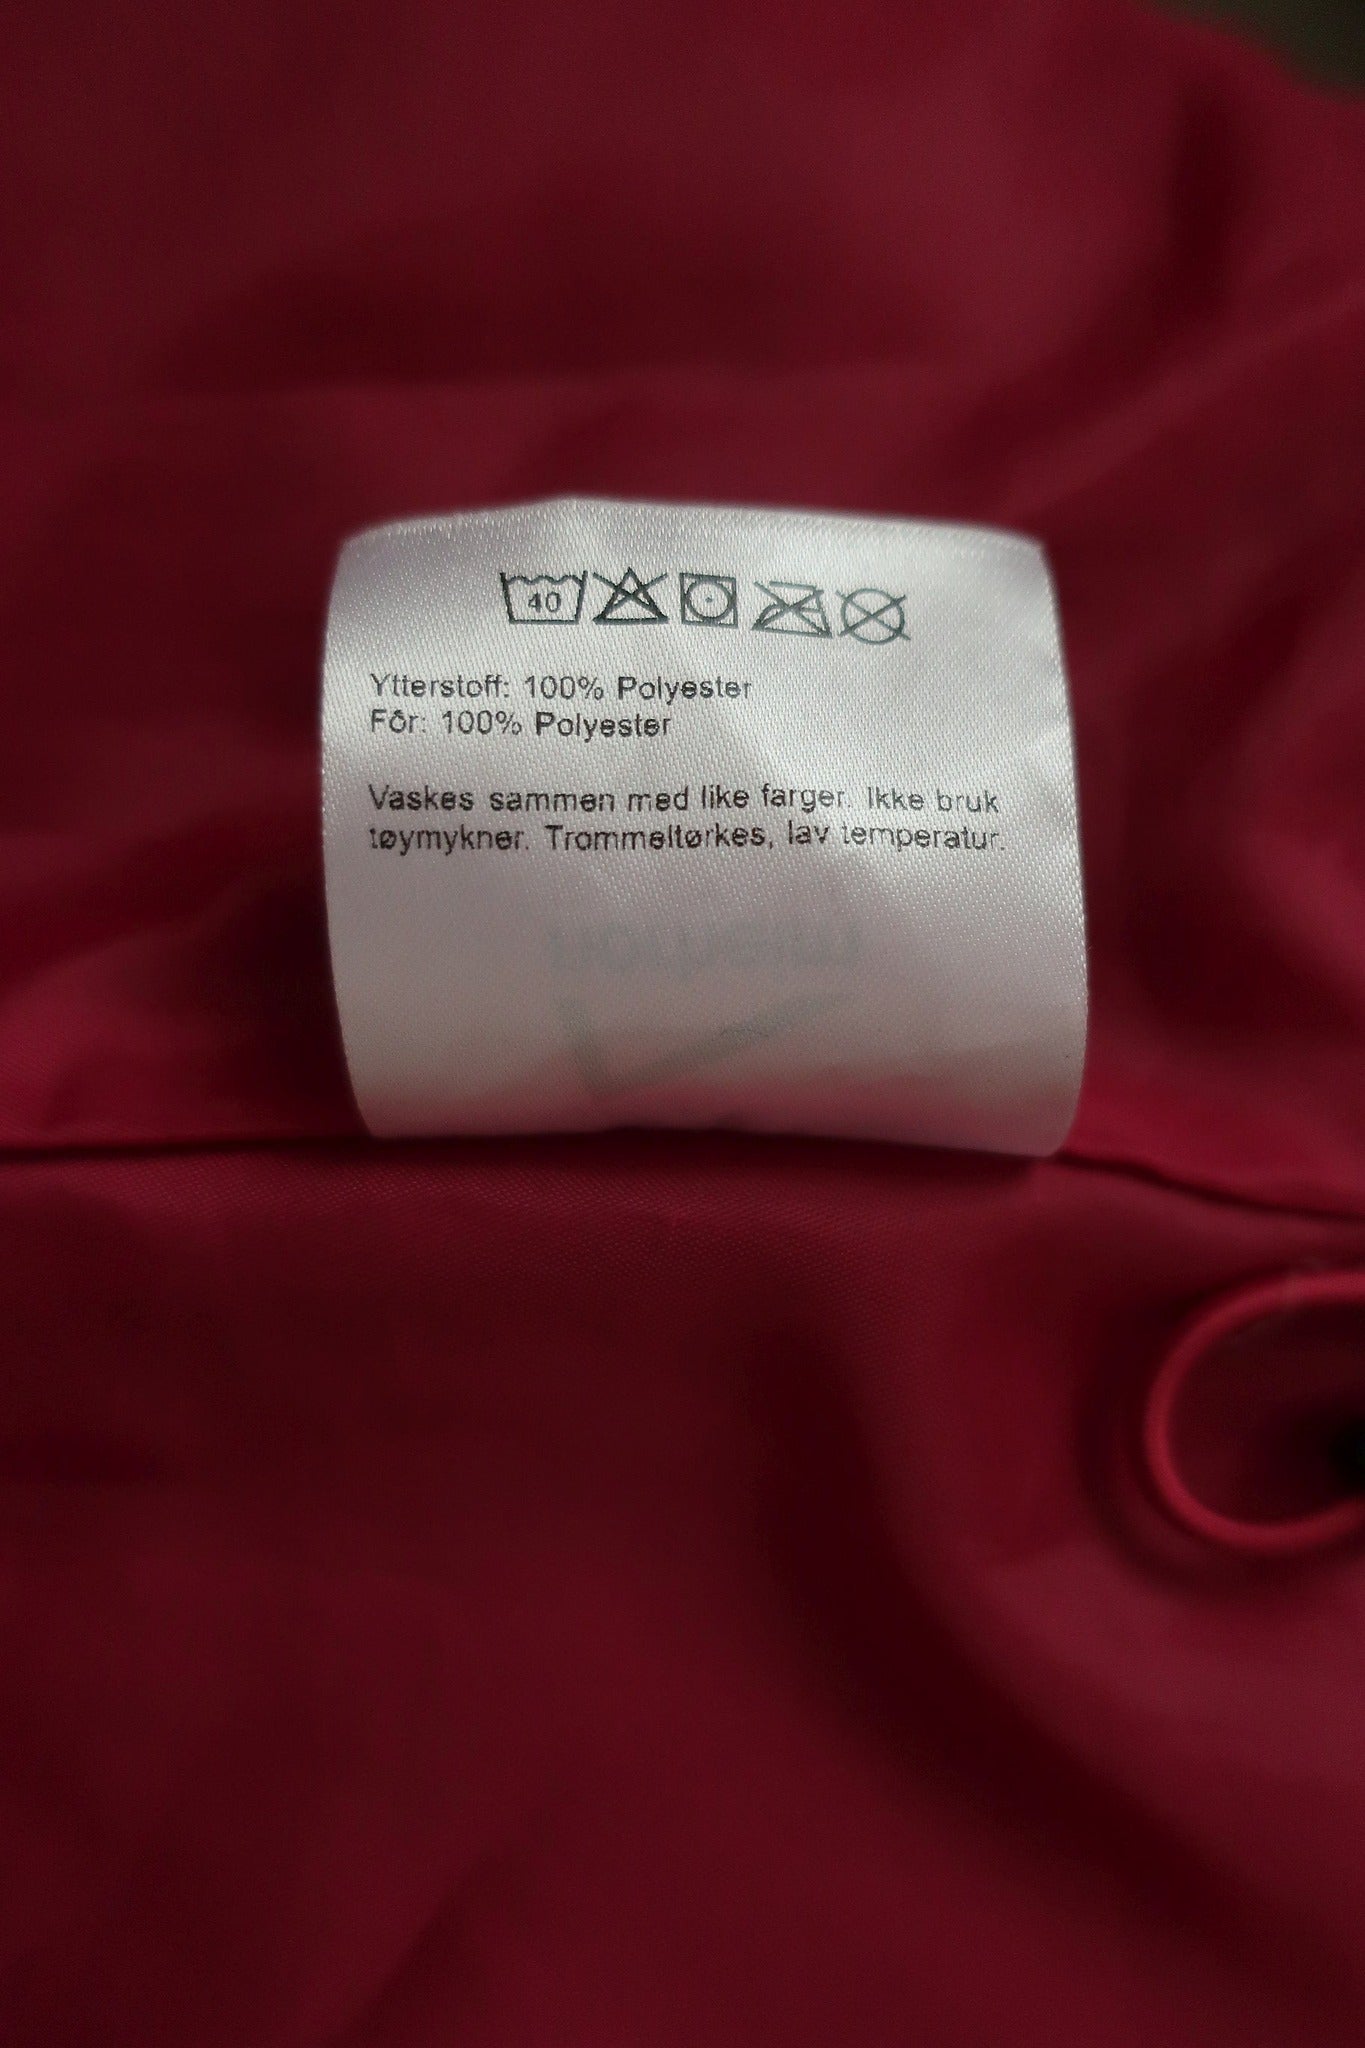 40
Ytterstoff: 100% Polyester
Fôr: 100% Polyester
Vaskes sammen med like farger. Ikke bruk
tøymykner. Trommeltørkes, lav temperatur.